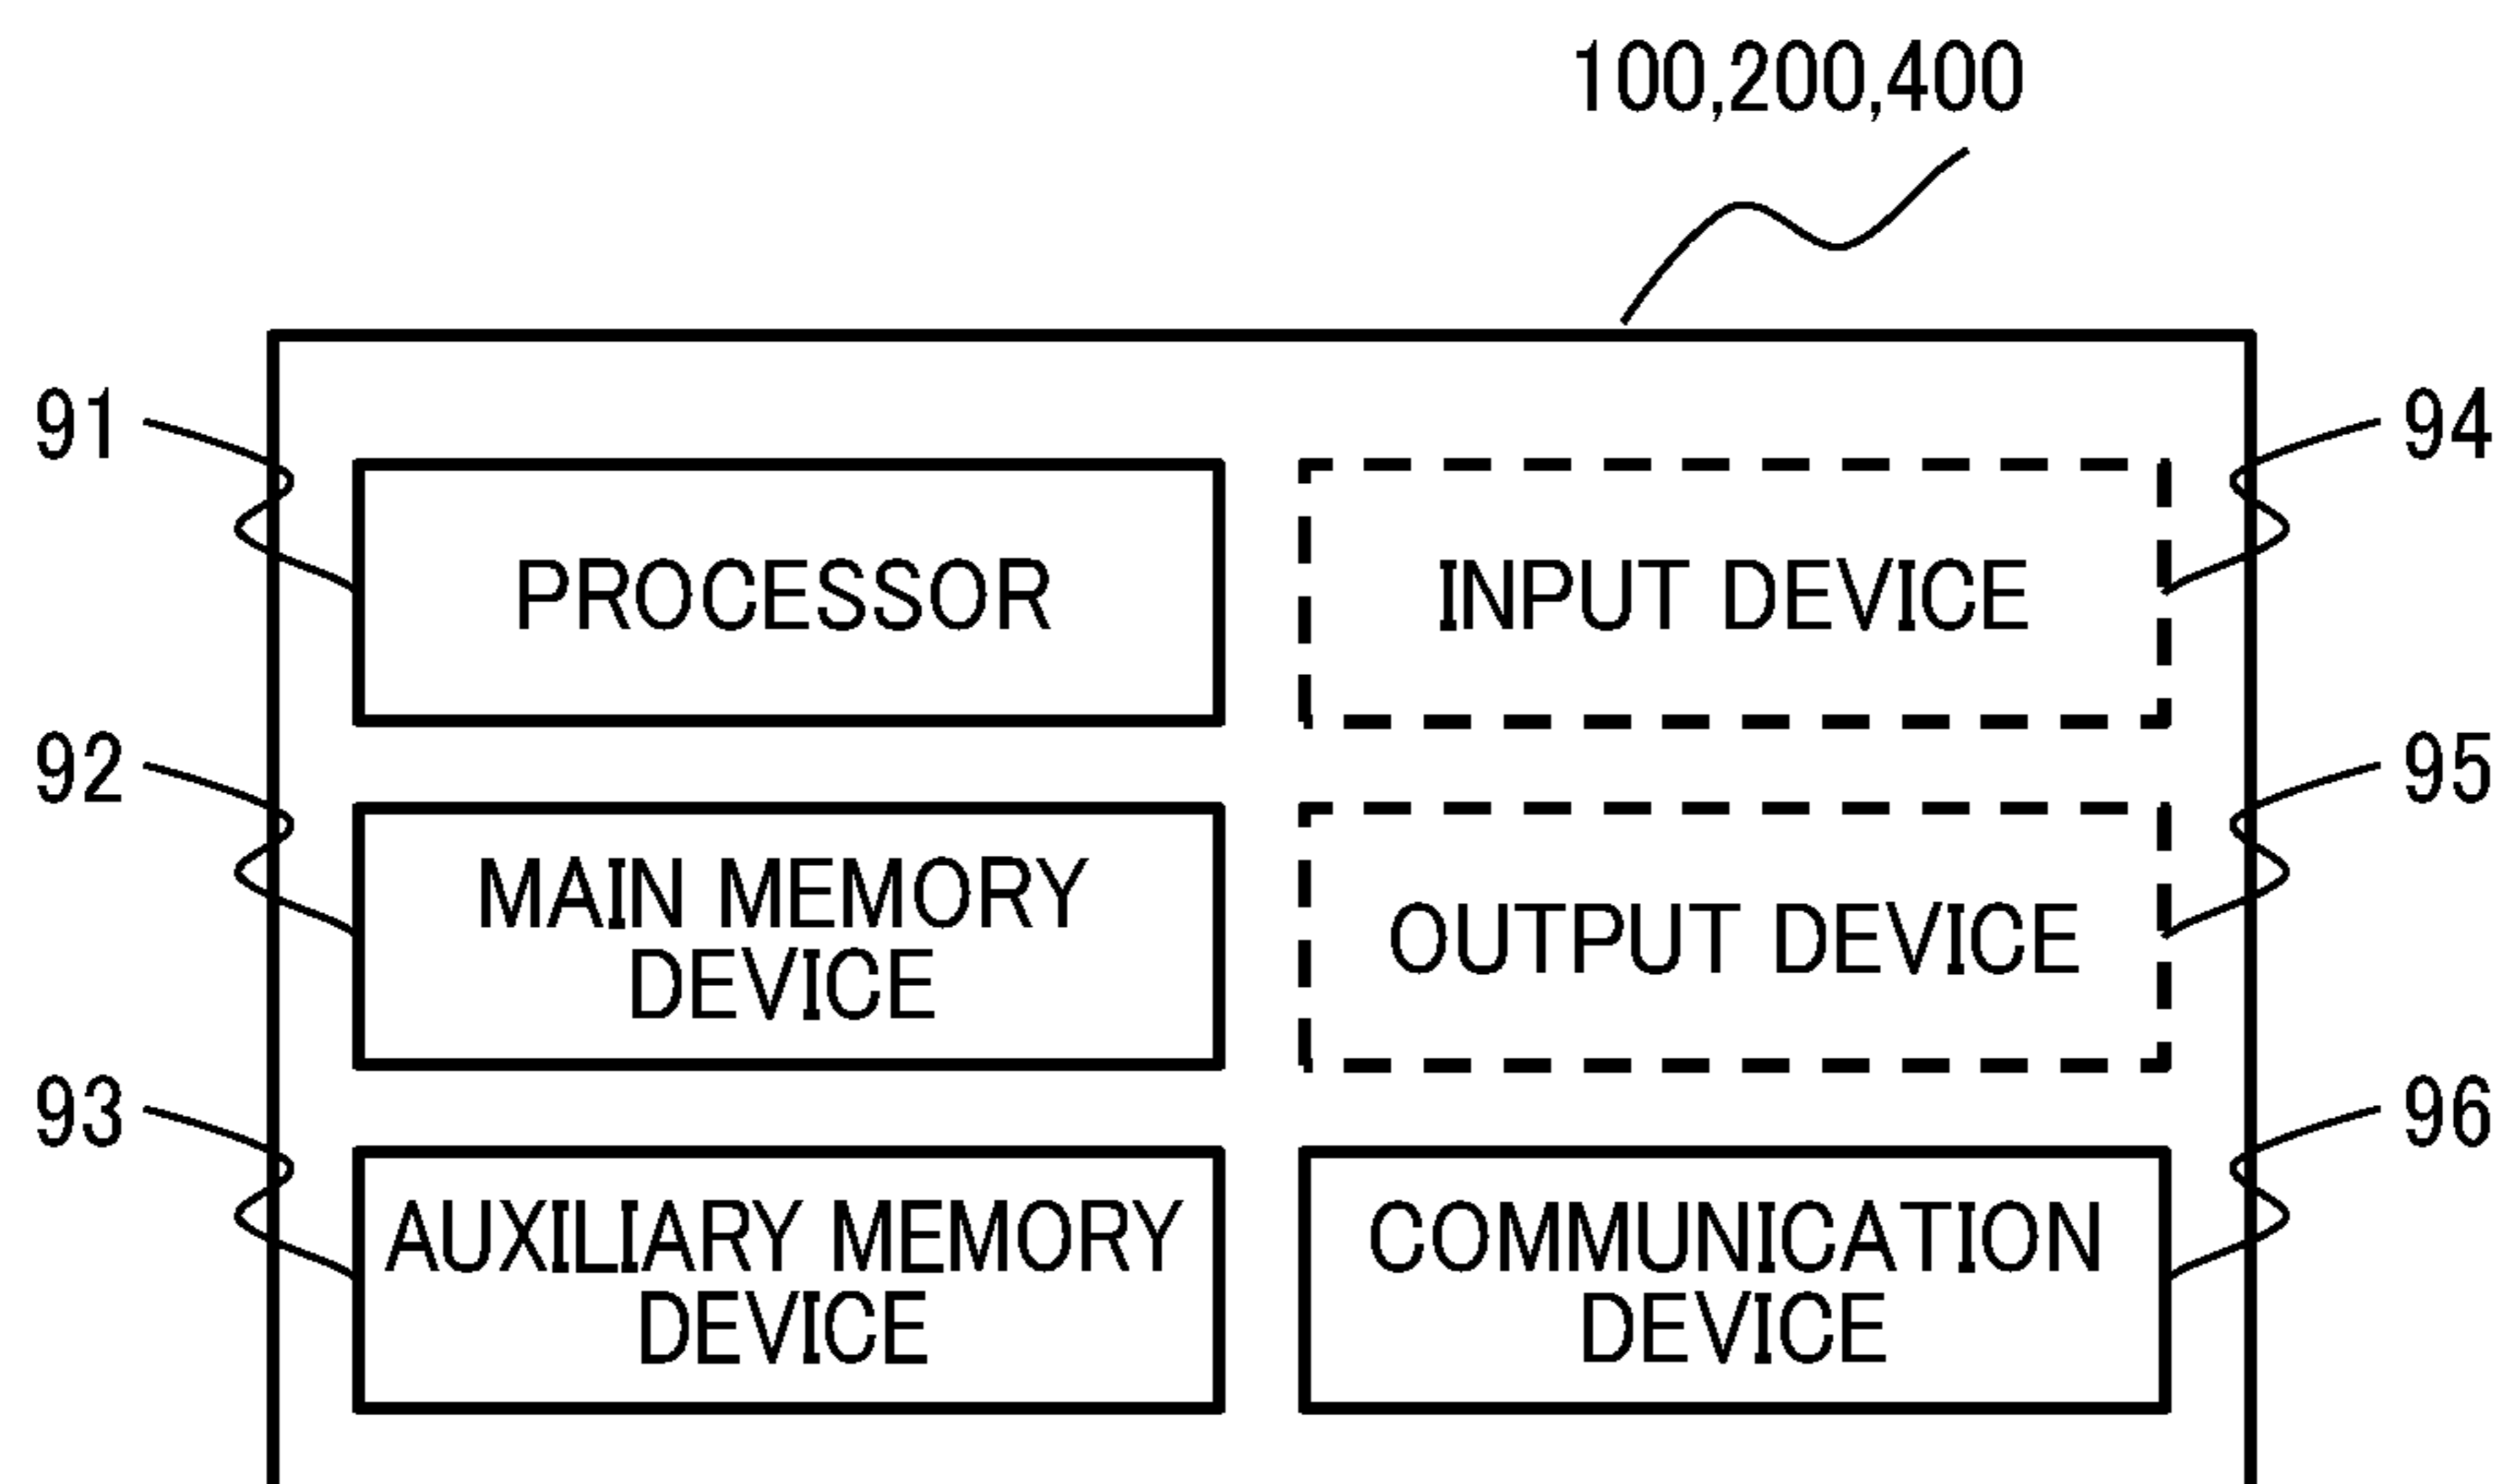 100,200,400
91
PROCESSOR
INPUT DEVICE
94
92
MAIN MEMORY
DEVICE
OUTPUT DEVICE
95
93
AUXILIARY MEMORY
DEVICE
COMMUNICATION
DEVICE
96